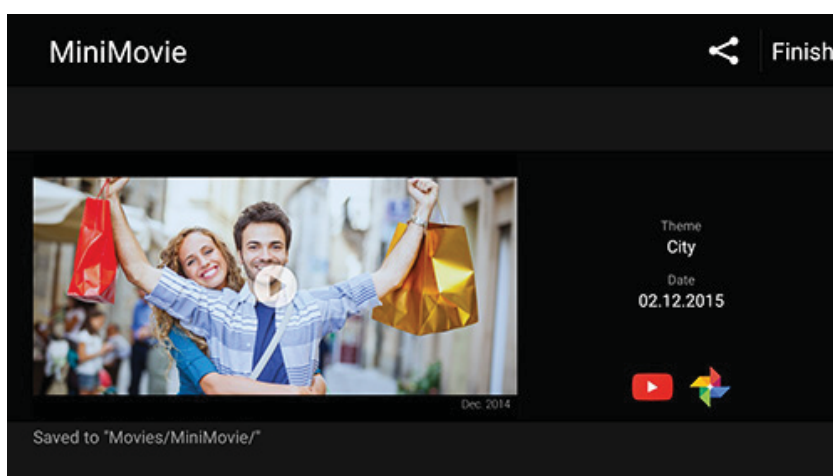 MiniMovie
Finish
Theme
City
Date
02.12.2015
Dec. 2014
Saved to "Movies/MiniMovie/"